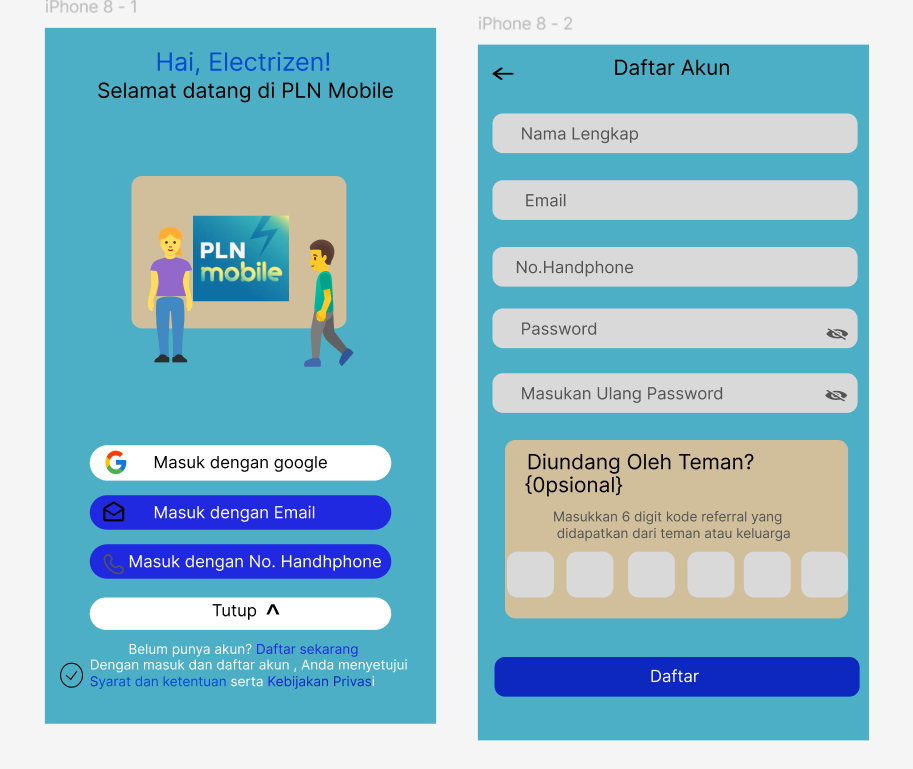 iPhone 8 - 1
Hai, Electrizen!
Selamat datang di PLN Mobile
PLN
mobile
Masuk dengan google
Masuk dengan Email
Masuk dengan No. Handhphone
Tutup ^
Belum punya akun? Daftar sekarang
Dengan masuk dan daftar akun , Anda menyetujui
Syarat dan ketentuan serta Kebijakan Privasi
iPhone 8 - 2
Daftar Akun
Nama Lengkap
Email
No.Handphone
Password
Masukan Ulang Password
Diundang Oleh Teman?
{0psional}
Masukkan 6 digit kode referral yang
didapatkan dari teman atau keluarga
Daftar